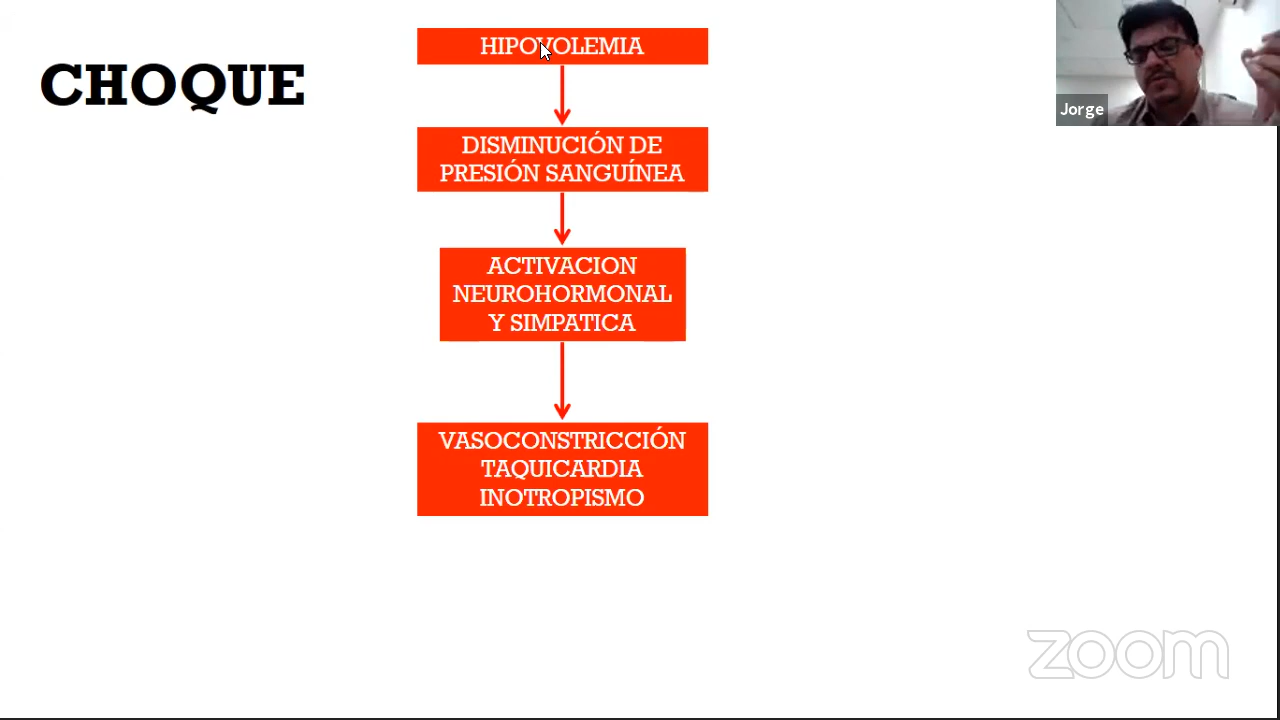 CHOQUE
HIPOVOLEMIA
DISMINUCIÓN DE
PRESIÓN SANGUÍNEA
ACTIVACION
NEUROHORMONAL
Y SIMPATICA
VASOCONSTRICCIÓN
TAQUICARDIA
INOTROPISMO
Jorge
zoom